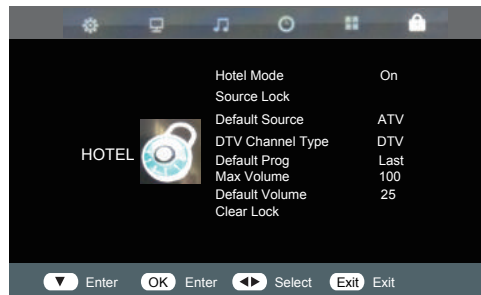 Hotel Mode On
Source Lock
Default Source ATV
DTV Channel Type DTV
HOTEL
Default Prog Last
Max Volume 100
Default Volume 25
Clear Lock
▼ Enter OK Enter ◀▶ Select Exit Exit